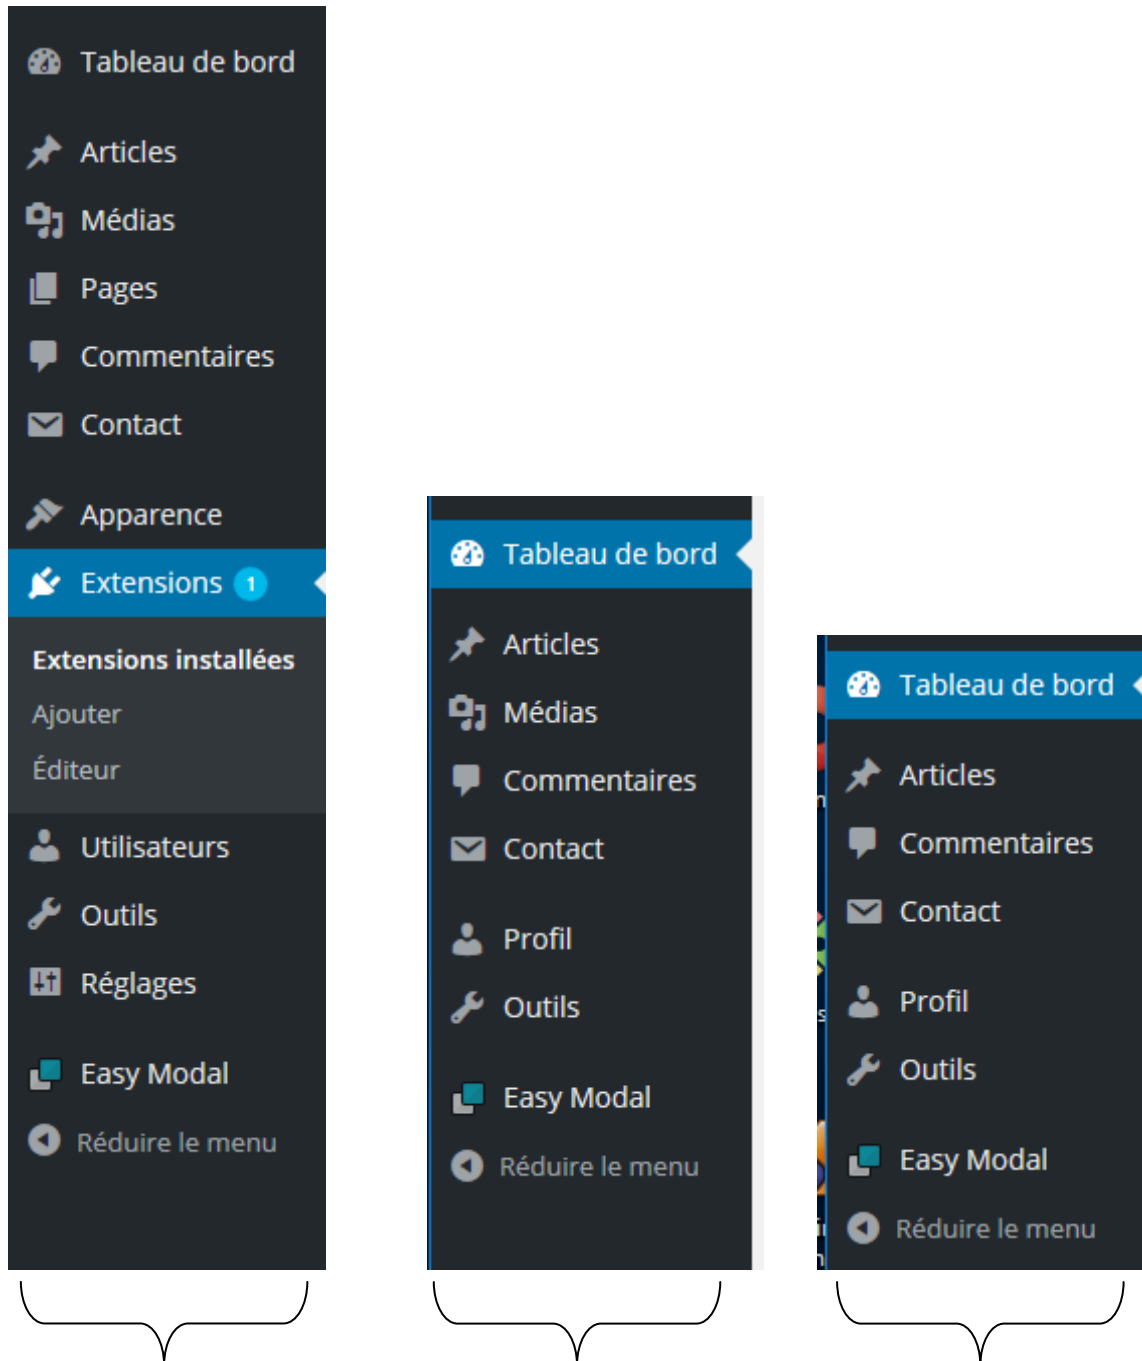 Tableau de bord
Articles
Médias
Pages
Commentaires
Contact
Apparence
Extensions 1
Extensions installées
Ajouter
Éditeur
Utilisateurs
Outils
Réglages
Easy Modal
Réduire le menu
Tableau de bord
Articles
Médias
Commentaires
Contact
Profil
Outils
Easy Modal
Réduire le menu
Tableau de bord
Articles
Commentaires
Contact
Profil
Outils
Easy Modal
Réduire le menu